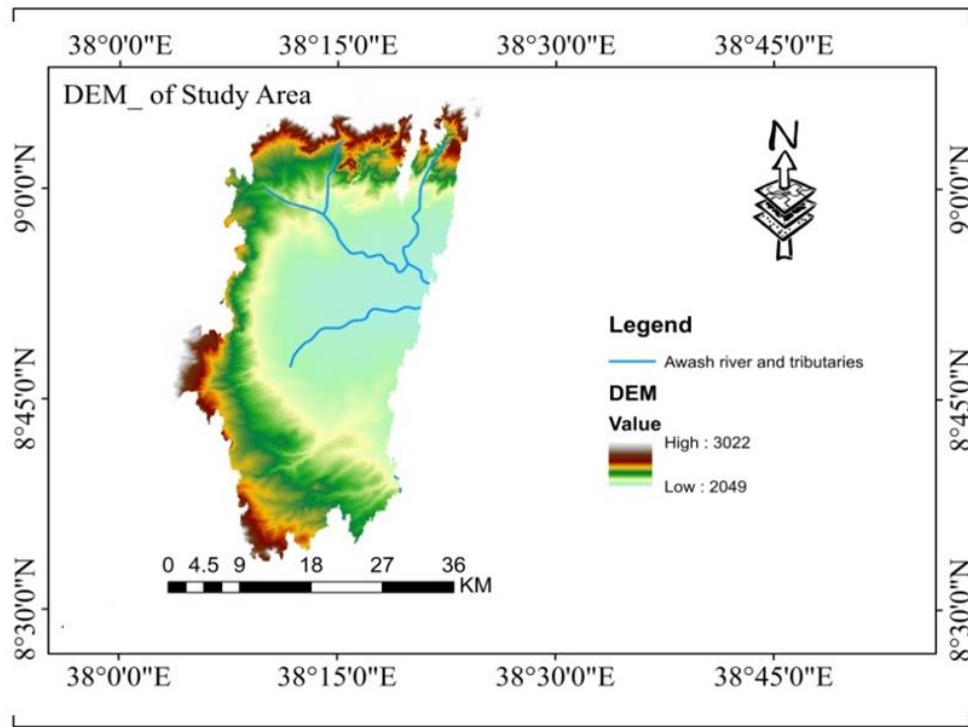 38°0'0"E 38°15'0"E 38°30'0"E 38°45'0"E
DEM_ of Study Area
N
9°0'0"N
9°0'0"N
8°45'0"N
8°45'0"N
8°30'0"N
8°30'0"N
Legend
Awash river and tributaries
DEM
Value
High : 3022
Low : 2049
0 4.5 9 18 27 36
KM
38°0'0"E 38°15'0"E 38°30'0"E 38°45'0"E